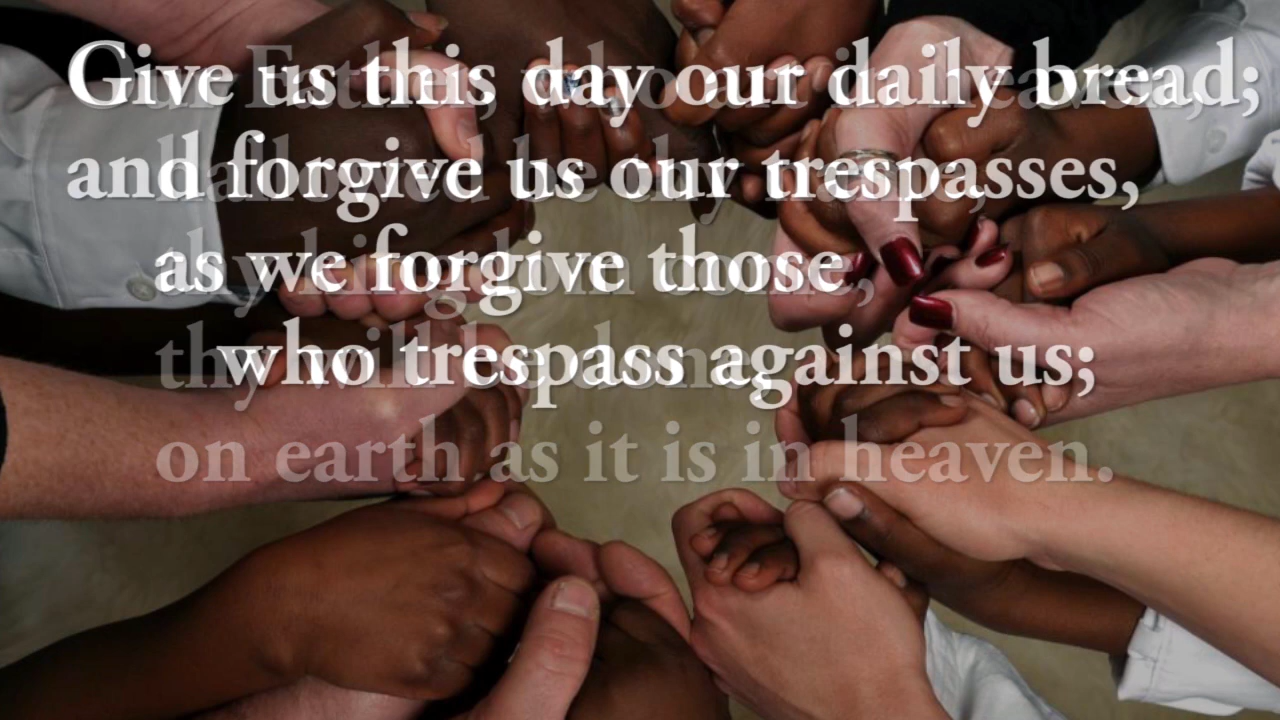 Give us this day our daily bread;
and forgive us our trespasses,
as we forgive those,
who trespass against us;
on earth as it is in heaven.